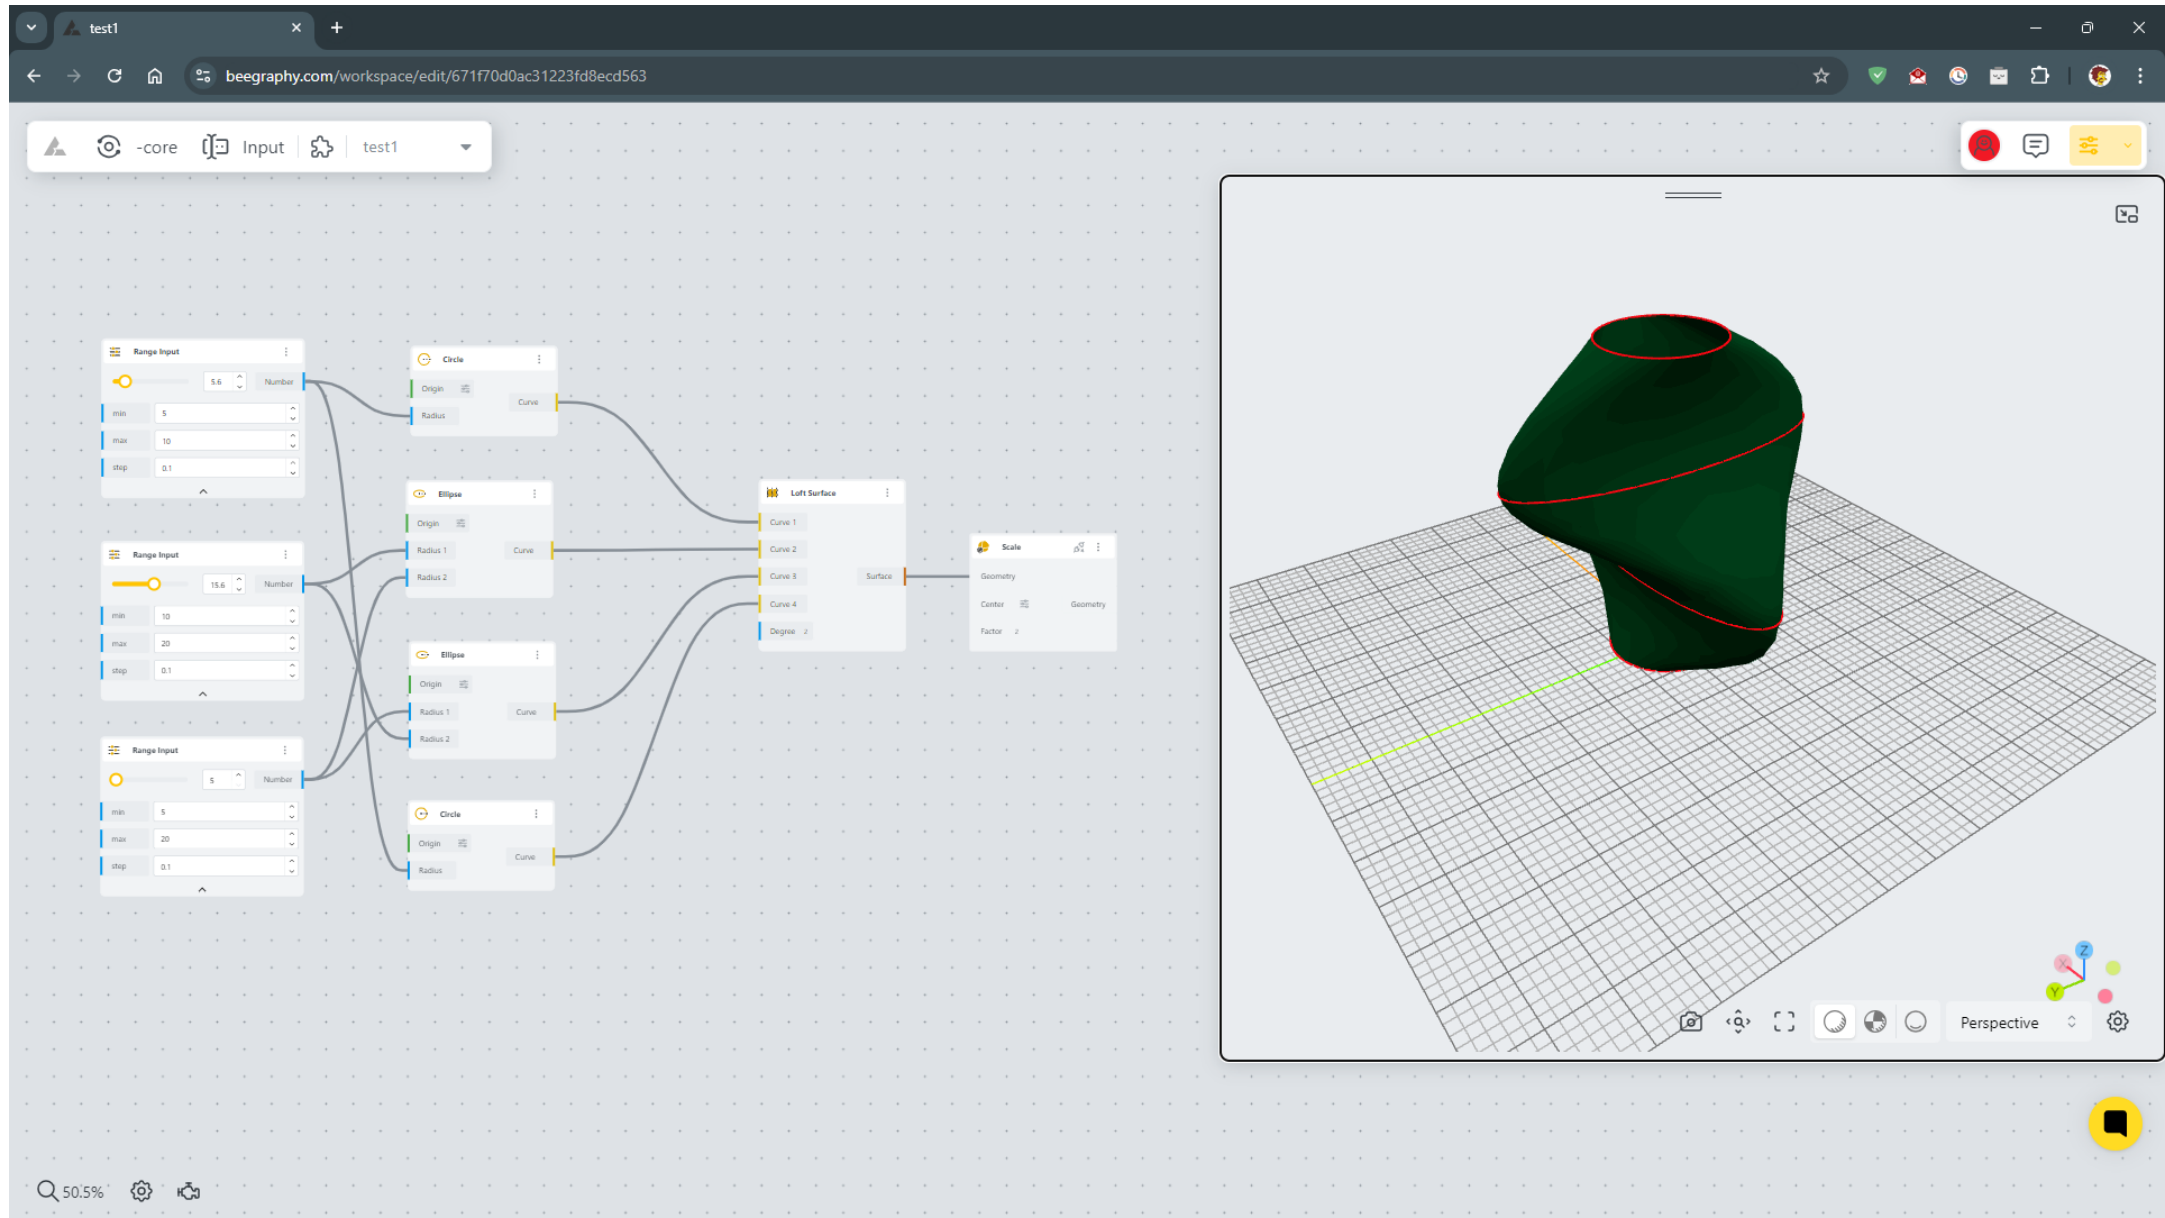 test1
beegraphy.com/workspace/edit/671f70d0ac31223fd8ecd563
-core Input test1
Range Input
5.6 Number
min 5
max 10
step 0.1
Range Input
15.6 Number
min 10
max 20
step 0.1
Range Input
5 Number
min 5
max 20
step 0.1
Circle
Origin
Curve
Radius
Ellipse
Origin
Radius 1 Curve
Radius 2
Ellipse
Origin
Radius 1 Curve
Radius 2
Circle
Origin
Curve
Radius
Loft Surface
Curve 1
Curve 2
Curve 3 Surface
Curve 4
Degree 2
Scale
Geometry
Center Geometry
Factor 2
Z
X
Y
Perspective
50.5%